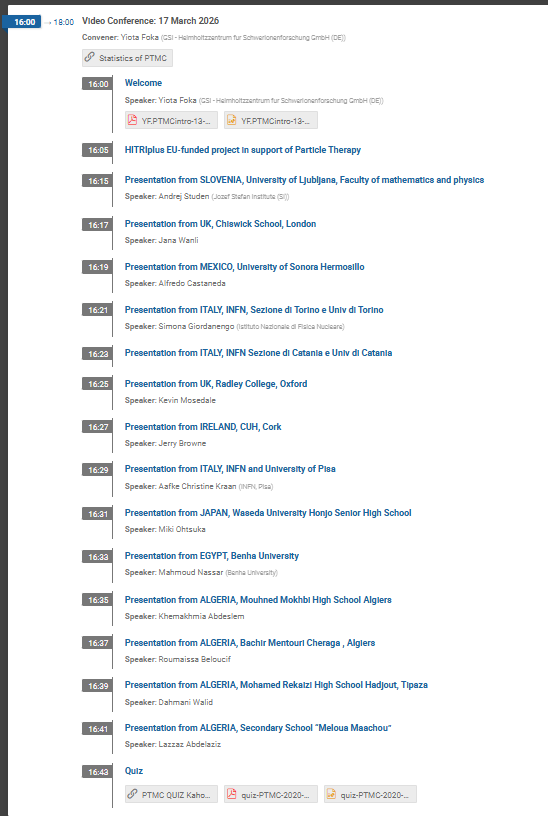 16:00 → 18:00 Video Conference: 17 March 2026
Convener: Yiota Foka (GSI - Helmholtzzentrum für Schwerionenforschung GmbH (DE))
Statistics of PTMC
16:00 Welcome
Speaker: Yiota Foka (GSI - Helmholtzzentrum für Schwerionenforschung GmbH (DE))
YF.PTMCintro-13-... YF.PTMCintro-13-...
16:05 HITRIplus EU-funded project in support of Particle Therapy
16:15 Presentation from SLOVENIA, University of Ljubljana, Faculty of mathematics and physics
Speaker: Andrej Studen (Jozef Stefan Institute (SI))
16:17 Presentation from UK, Chiswick School, London
Speaker: Jana Wanli
16:19 Presentation from MEXICO, University of Sonora Hermosillo
Speaker: Alfredo Castaneda
16:21 Presentation from ITALY, INFN, Sezione di Torino e Univ di Torino
Speaker: Simona Giordanengo (Istituto Nazionale di Fisica Nucleare)
16:23 Presentation from ITALY, INFN Sezione di Catania e Univ di Catania
16:25 Presentation from UK, Radley College, Oxford
Speaker: Kevin Mosedale
16:27 Presentation from IRELAND, CUH, Cork
Speaker: Jerry Browne
16:29 Presentation from ITALY, INFN and University of Pisa
Speaker: Aafke Christine Kraan (INFN, Pisa)
16:31 Presentation from JAPAN, Waseda University Honjo Senior High School
Speaker: Miki Ohtsuka
16:33 Presentation from EGYPT, Benha University
Speaker: Mahmoud Nassar (Benha University)
16:35 Presentation from ALGERIA, Mouhned Mokhbi High School Algiers
Speaker: Khemakhmia Abdeslem
16:37 Presentation from ALGERIA, Bachir Mentouri Cheraga , Algiers
Speaker: Roumaissa Beloucif
16:39 Presentation from ALGERIA, Mohamed Rekaizi High School Hadjout, Tipaza
Speaker: Dahmani Walid
16:41 Presentation from ALGERIA, Secondary School "Meloua Maachou"
Speaker: Lazzaz Abdelaziz
16:43 Quiz
PTMC QUIZ Kaho... quiz-PTMC-2020-... quiz-PTMC-2020-...